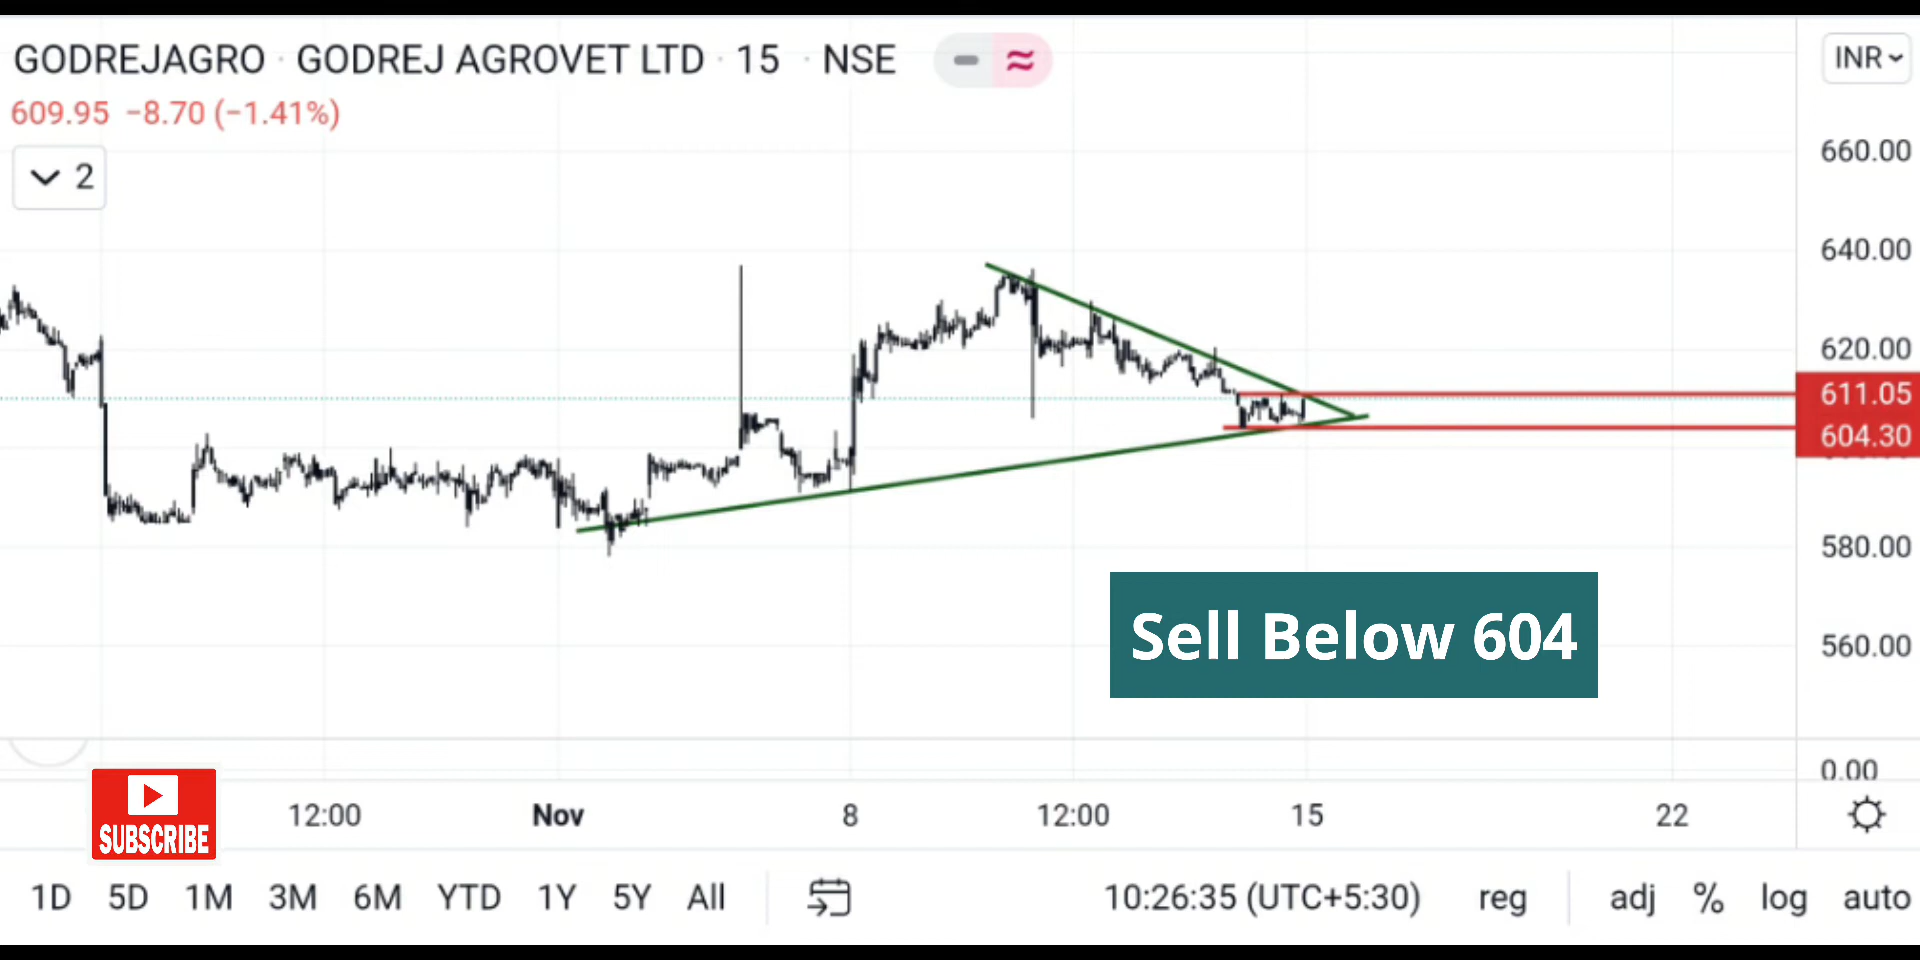 GODREJAGRO · GODREJ AGROVET LTD · 15 · NSE
INR
609.95 −8.70 (−1.41%)
2
660.00
640.00
620.00
611.05
604.30
580.00
Sell Below 604
560.00
0.00
SUBSCRIBE
12:00 Nov 8 12:00 15 22
1D 5D 1M 3M 6M YTD 1Y 5Y All 10:26:35 (UTC+5:30) reg adj % log auto